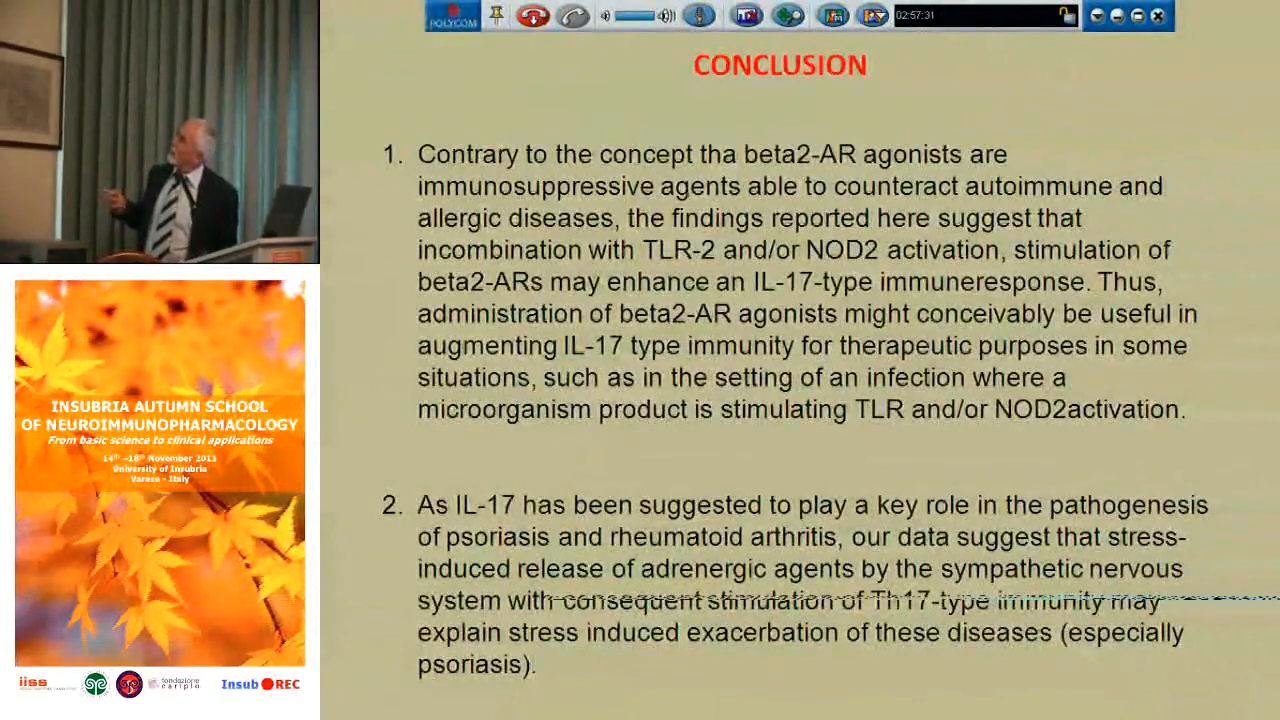 POLYCOM
02:57:31
CONCLUSION
1. Contrary to the concept tha beta2-AR agonists are
immunosuppressive agents able to counteract autoimmune and
allergic diseases, the findings reported here suggest that
incombination with TLR-2 and/or NOD2 activation, stimulation of
beta2-ARs may enhance an IL-17-type immuneresponse. Thus,
administration of beta2-AR agonists might conceivably be useful in
augmenting IL-17 type immunity for therapeutic purposes in some
situations, such as in the setting of an infection where a
microorganism product is stimulating TLR and/or NOD2activation.
2. As IL-17 has been suggested to play a key role in the pathogenesis
of psoriasis and rheumatoid arthritis, our data suggest that stress-
induced release of adrenergic agents by the sympathetic nervous
system with consequent stimulation of Th17-type immunity may
explain stress induced exacerbation of these diseases (especially
psoriasis).
INSUBRIA AUTUMN SCHOOL
OF NEUROIMMUNOPHARMACOLOGY
From basic science to clinical applications
14th -18th November 2011
University of Insubria
Varese - Italy
iiss
fondazione
cariplo
Insub REC